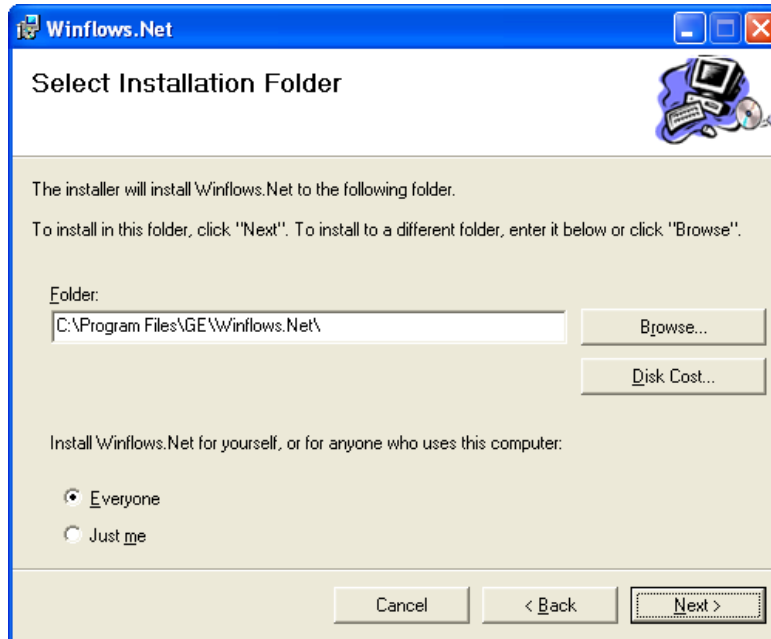 Winflows.Net
Select Installation Folder
The installer will install Winflows.Net to the following folder.
To install in this folder, click "Next". To install to a different folder, enter it below or click "Browse".
Folder:
C:\Program Files\GE\Winflows.Net\
Browse...
Disk Cost...
Install Winflows.Net for yourself, or for anyone who uses this computer:
Everyone
Just me
Cancel
< Back
Next >